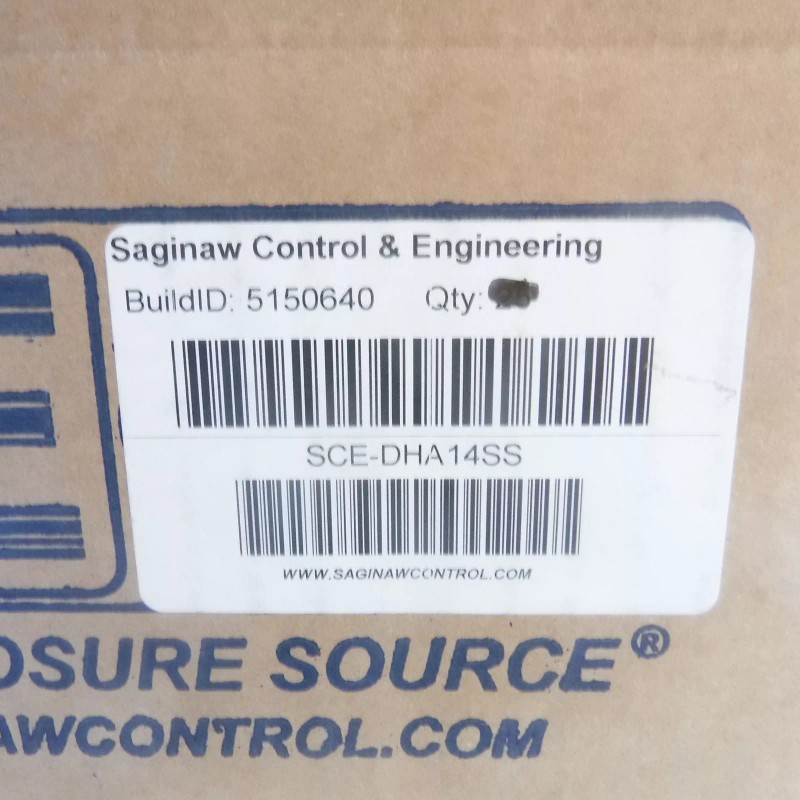 Saginaw Control & Engineering
BuildID: 5150640 Qty:
SCE-DHA14SS
WWW.SAGINAWCONTROL.COM
OSURE SOURCE®
AWCONTROL.COM